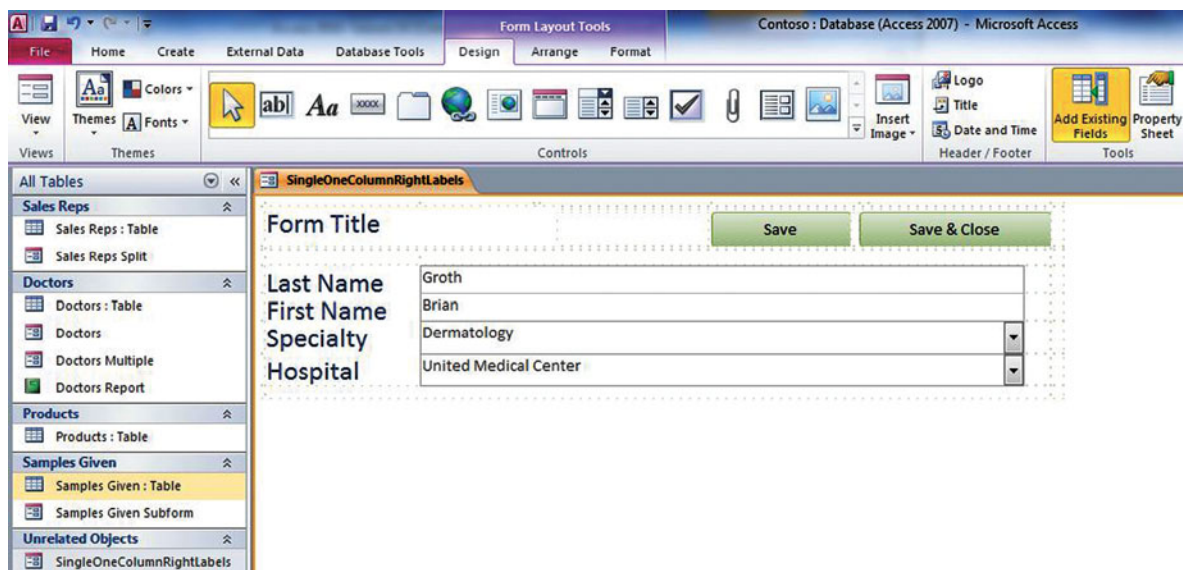 A
Form Layout Tools
Contoso : Database (Access 2007) - Microsoft Access
File Home Create External Data Database Tools Design Arrange Format
View
Views
Aa
Themes
Colors
A Fonts
Themes
ab Aa xxxx
Insert
Image
Controls
Logo
Title
Date and Time
Header / Footer
Add Existing
Fields
Property
Sheet
Tools
All Tables «
Sales Reps
Sales Reps : Table
Sales Reps Split
Doctors
Doctors : Table
Doctors
Doctors Multiple
Doctors Report
Products
Products : Table
Samples Given
Samples Given : Table
Samples Given Subform
Unrelated Objects
SingleOneColumnRightLabels
SingleOneColumnRightLabels
Form Title Save Save & Close
Last Name Groth
First Name Brian
Specialty Dermatology
Hospital United Medical Center